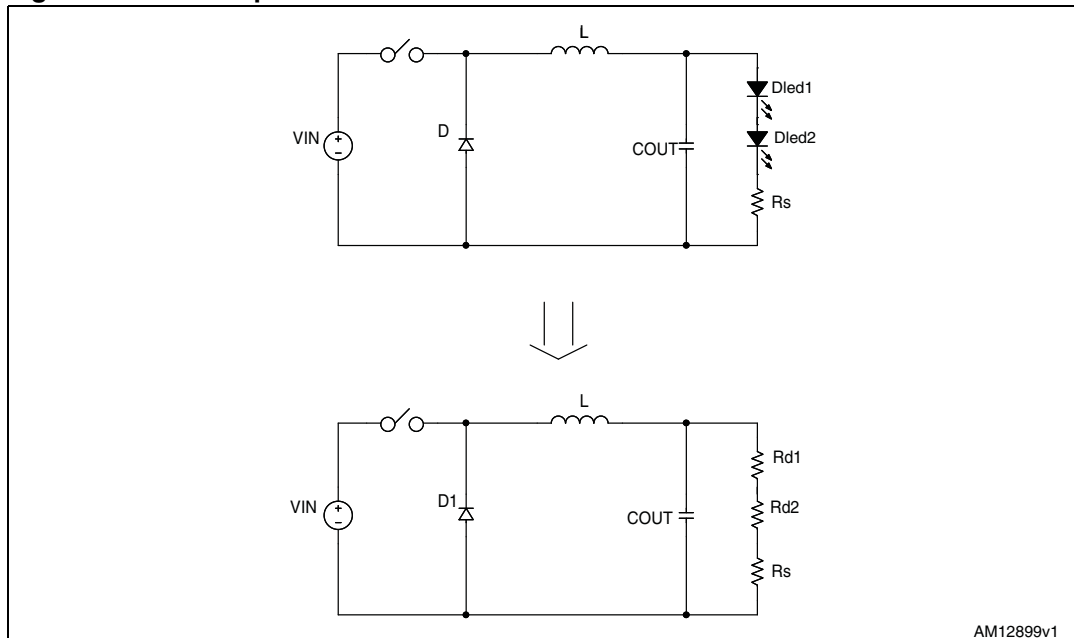 L
Dled1
VIN
+
-
D
COUT
Dled2
Rs
L
Rd1
VIN
+
-
D1
COUT
Rd2
Rs
AM12899v1